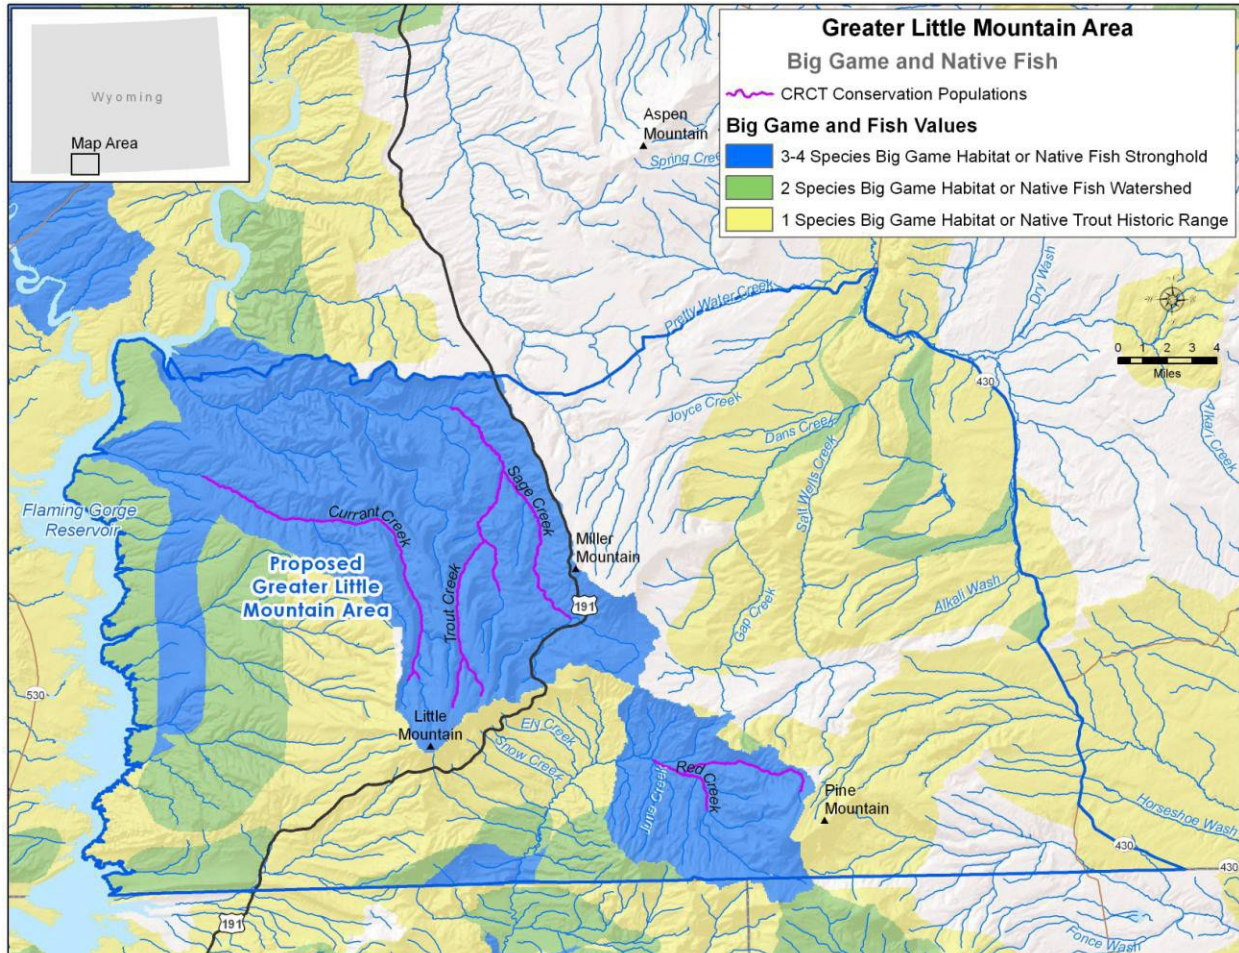 Greater Little Mountain Area
Big Game and Native Fish
CRCT Conservation Populations
Big Game and Fish Values
3-4 Species Big Game Habitat or Native Fish Stronghold
2 Species Big Game Habitat or Native Fish Watershed
1 Species Big Game Habitat or Native Trout Historic Range
Wyoming
Map Area
Aspen
Mountain
Spring Cree
Pretty Water Creek
Dry Wash
0 1 2 3 4
Miles
430
Joyce Creek
Dans Creek
Alkari Creek
Salt Wells Creek
Sage Creek
Flaming Gorge
Reservoir
Currant Creek
Miller
Mountain
Proposed
Greater Little
Mountain Area
Trout Creek
191
Gap Creek
Alkali Wash
530
Little
Mountain
Ely Creek
Snow Creek
Red Creek
June Creek
Pine
Mountain
Horseshoe Wash
430
430
191
Fonce Wash